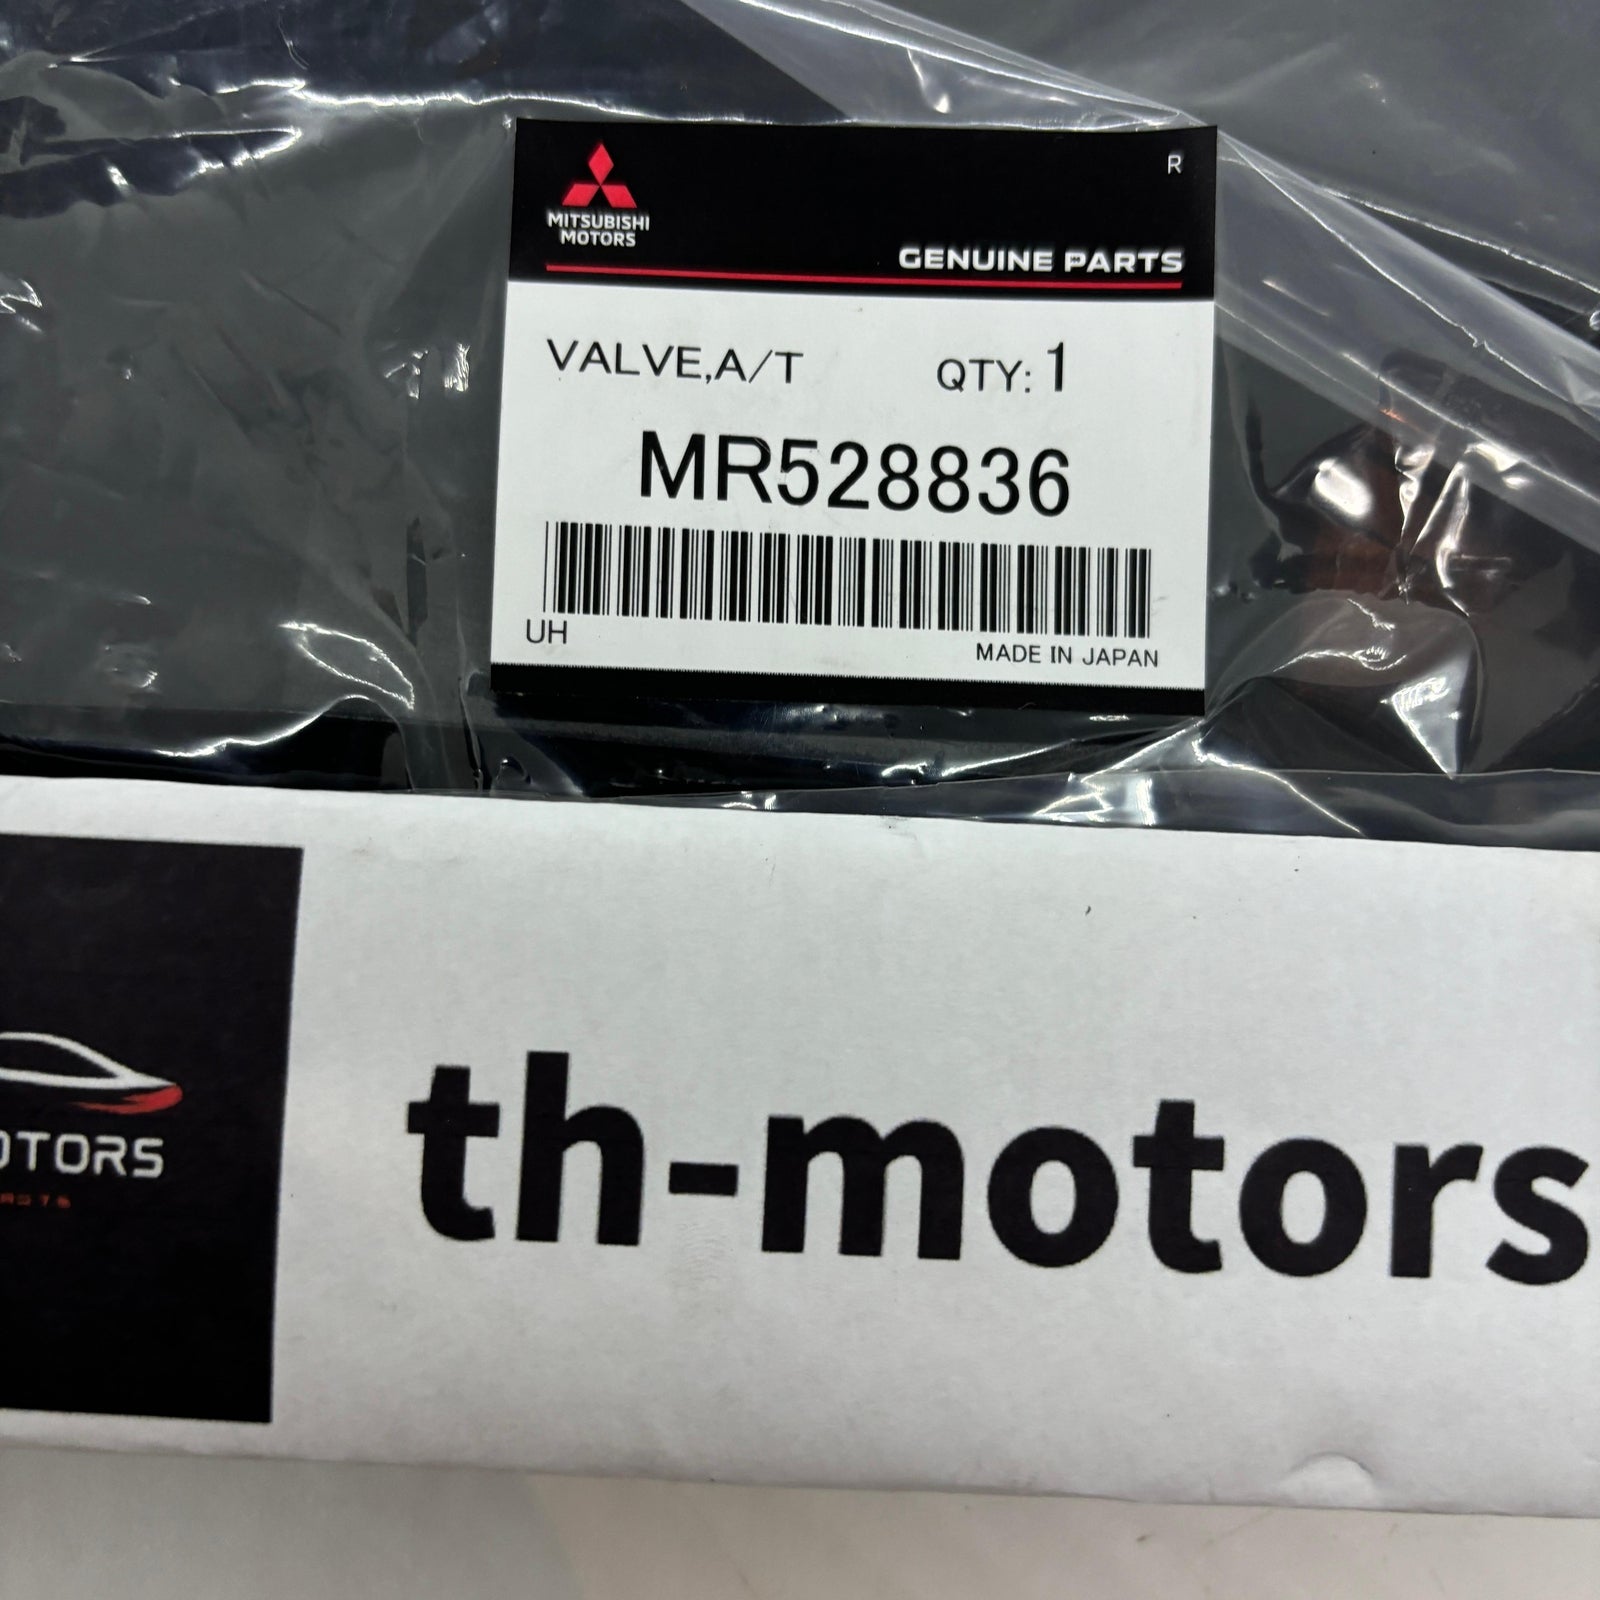 R
MITSUBISHI
MOTORS
GENUINE PARTS
VALVE,A/T QTY: 1
MR528836
UH
MADE IN JAPAN
OTORS
th-motors